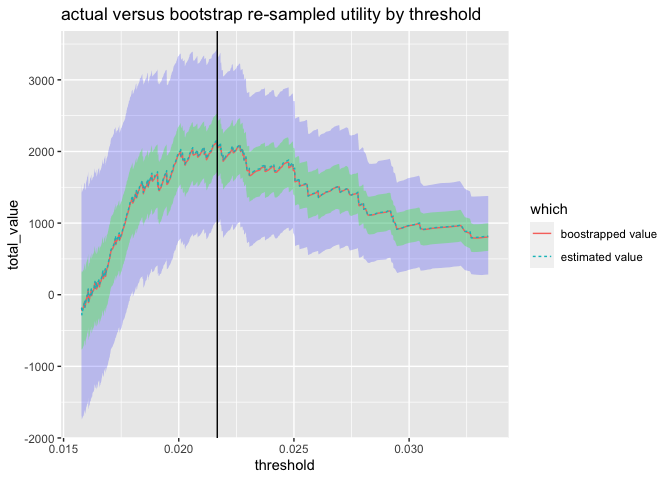 actual versus bootstrap re-sampled utility by threshold
total_value
3000
2000
1000
0
-1000
-2000
0.015
0.020
0.025
0.030
threshold
which
boostrapped value
estimated value